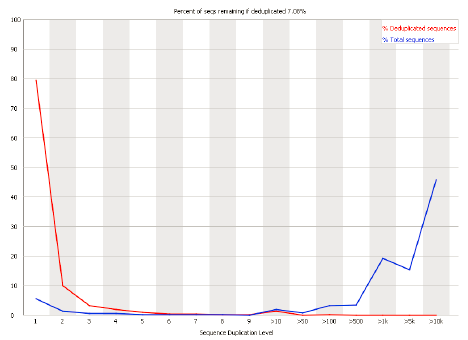 Percent of seqs remaining if deduplicated 7.06%
% Deduplicated sequences
% Total sequences
100
90
80
70
60
50
40
30
20
10
0
1 2 3 4 5 6 7 8 9 >10 >50 >100 >500 >1k >5k >10k
Sequence Duplication Level